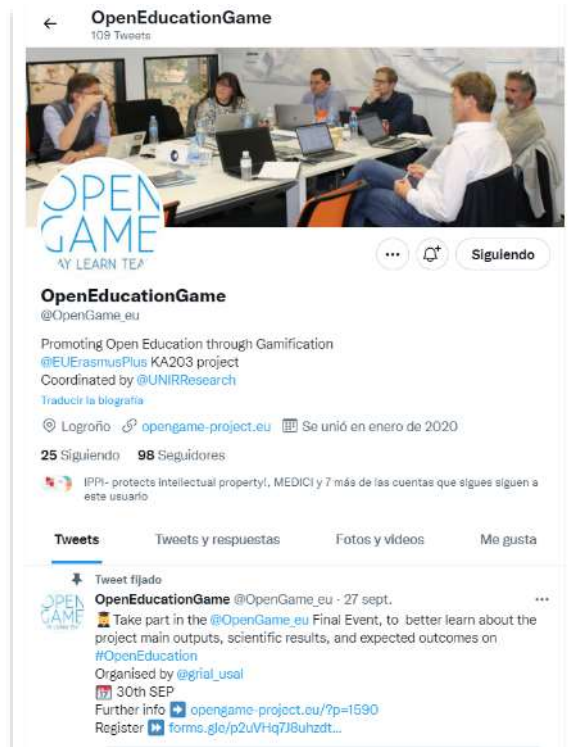 OpenEducationGame
109 Tweets
OPEN
GAME
AY LEARN TEA
Siguiendo
OpenEducationGame
@OpenGame_eu
Promoting Open Education through Gamification
@EUErasmusPlus KA203 project
Coordinated by @UNIRResearch
Traducir la biografía
Logroño opengame-project.eu Se unió en enero de 2020
25 Siguiendo 98 Seguidores
IPPI- protects intellectual property!, MEDICI y 7 más de las cuentas que sigues siguen a
este usuario
Tweets Tweets y respuestas Fotos y vídeos Me gusta
Tweet fijado
OpenEducationGame @OpenGame_eu · 27 sept.
OPEN
GAME
Take part in the @OpenGame_eu Final Event, to better learn about the
project main outputs, scientific results, and expected outcomes on
#OpenEducation
Organised by @grial_usal
30th SEP
Further info ➡ opengame-project.eu/?p=1590
Register ⏩ forms.gle/p2uVHq7J8uhzdt...